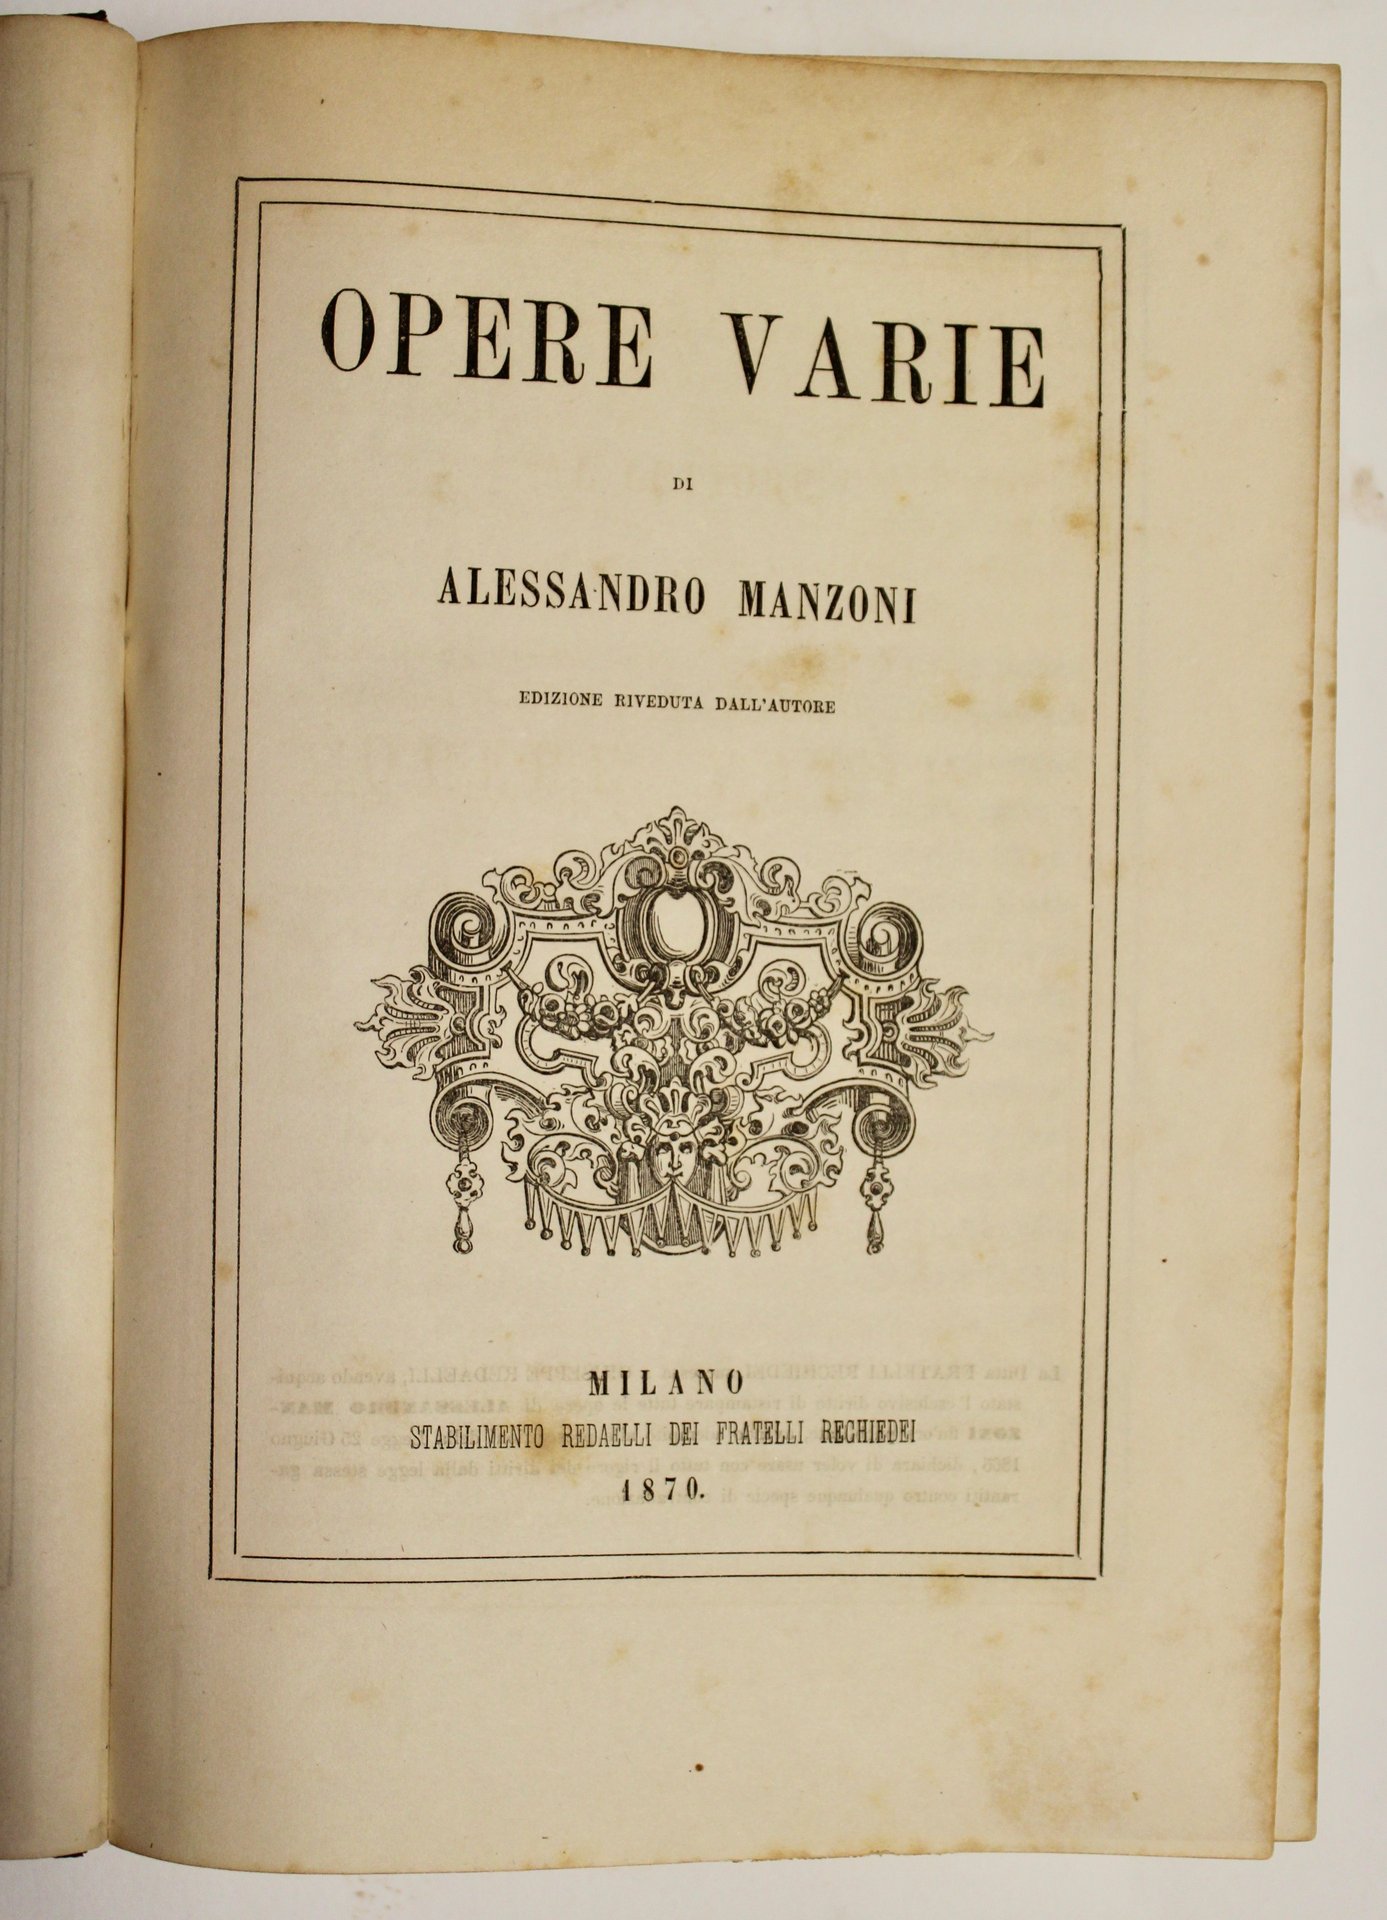 OPERE VARIE
DI
ALESSANDRO MANZONI
EDIZIONE RIVEDUTA DALL'AUTORE
MILANO
STABILIMENTO REDAELLI DEI FRATELLI RECHIEDEI
1870.